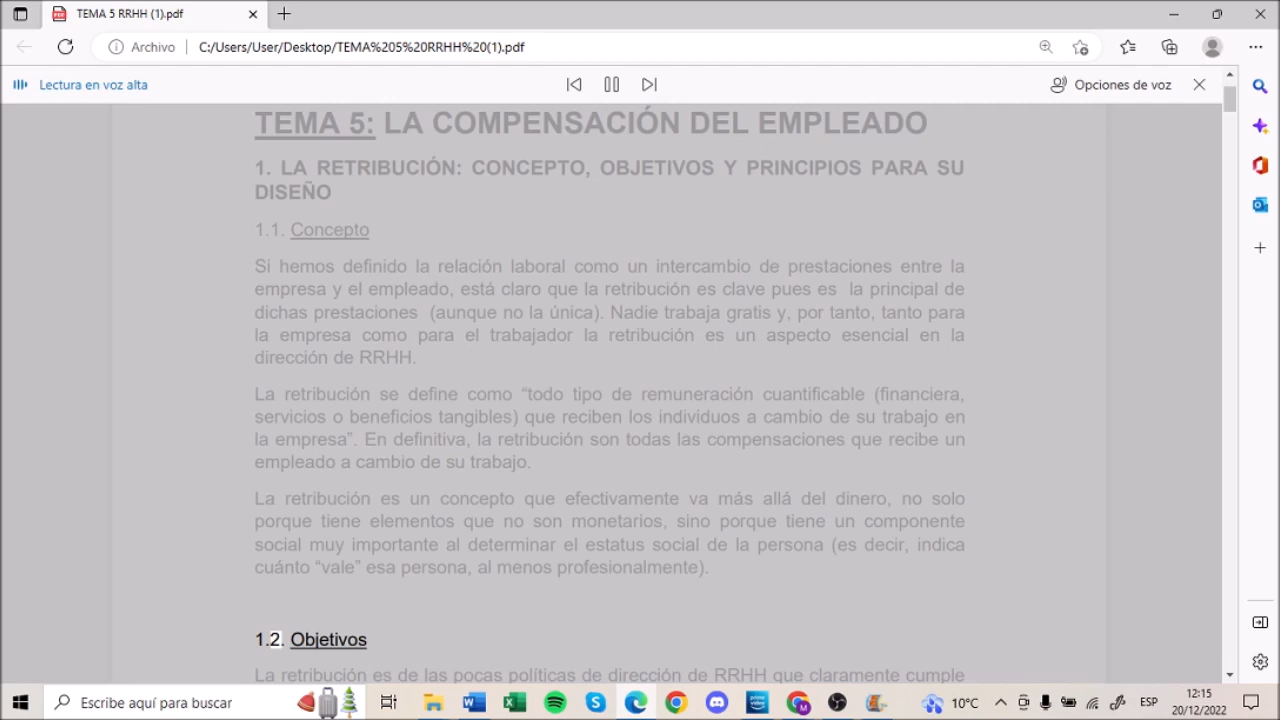 TEMA 5 RRHH (1).pdf
Archivo
C:/Users/User/Desktop/TEMA%205%20RRHH%20(1).pdf
Lectura en voz alta
Opciones de voz
TEMA 5: LA COMPENSACIÓN DEL EMPLEADO
1. LA RETRIBUCIÓN: CONCEPTO, OBJETIVOS Y PRINCIPIOS PARA SU
DISEÑO
1.1. Concepto
Si hemos definido la relación laboral como un intercambio de prestaciones entre la
empresa y el empleado, está claro que la retribución es clave pues es la principal de
dichas prestaciones (aunque no la única). Nadie trabaja gratis y, por tanto, tanto para
la empresa como para el trabajador la retribución es un aspecto esencial en la
dirección de RRHH.
La retribución se define como “todo tipo de remuneración cuantificable (financiera,
servicios o beneficios tangibles) que reciben los individuos a cambio de su trabajo en
la empresa”. En definitiva, la retribución son todas las compensaciones que recibe un
empleado a cambio de su trabajo.
La retribución es un concepto que efectivamente va más allá del dinero, no solo
porque tiene elementos que no son monetarios, sino porque tiene un componente
social muy importante al determinar el estatus social de la persona (es decir, indica
cuánto “vale” esa persona, al menos profesionalmente).
1.2. Objetivos
La retribución es de las pocas políticas de dirección de RRHH que claramente cumple
Escribe aquí para buscar
10°C
ESP
12:15
20/12/2022